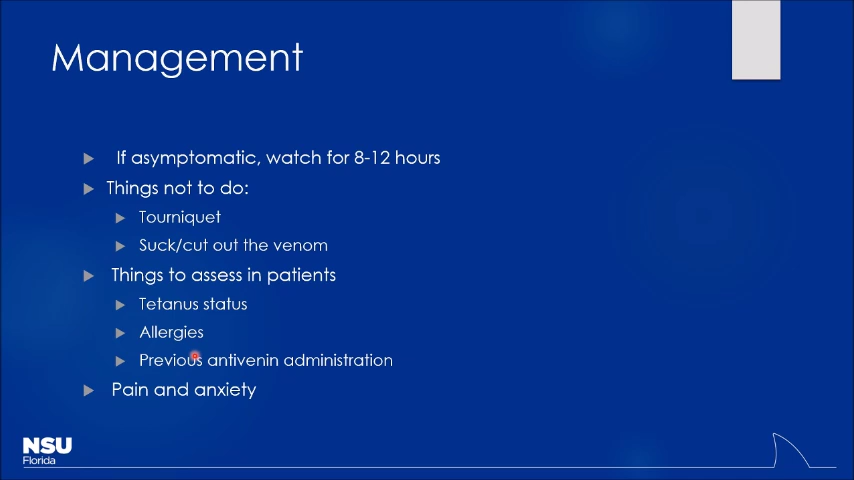 Management
If asymptomatic, watch for 8-12 hours
Things not to do:
Tourniquet
Suck/cut out the venom
Things to assess in patients
Tetanus status
Allergies
Previous antivenin administration
Pain and anxiety
NSU
Florida